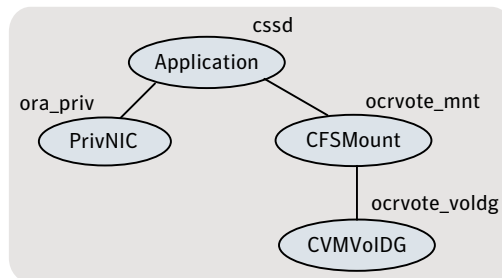 cssd
Application
ora_priv
ocrvote_mnt
PrivNIC
CFSMount
ocrvote_voldg
CVMVolDG